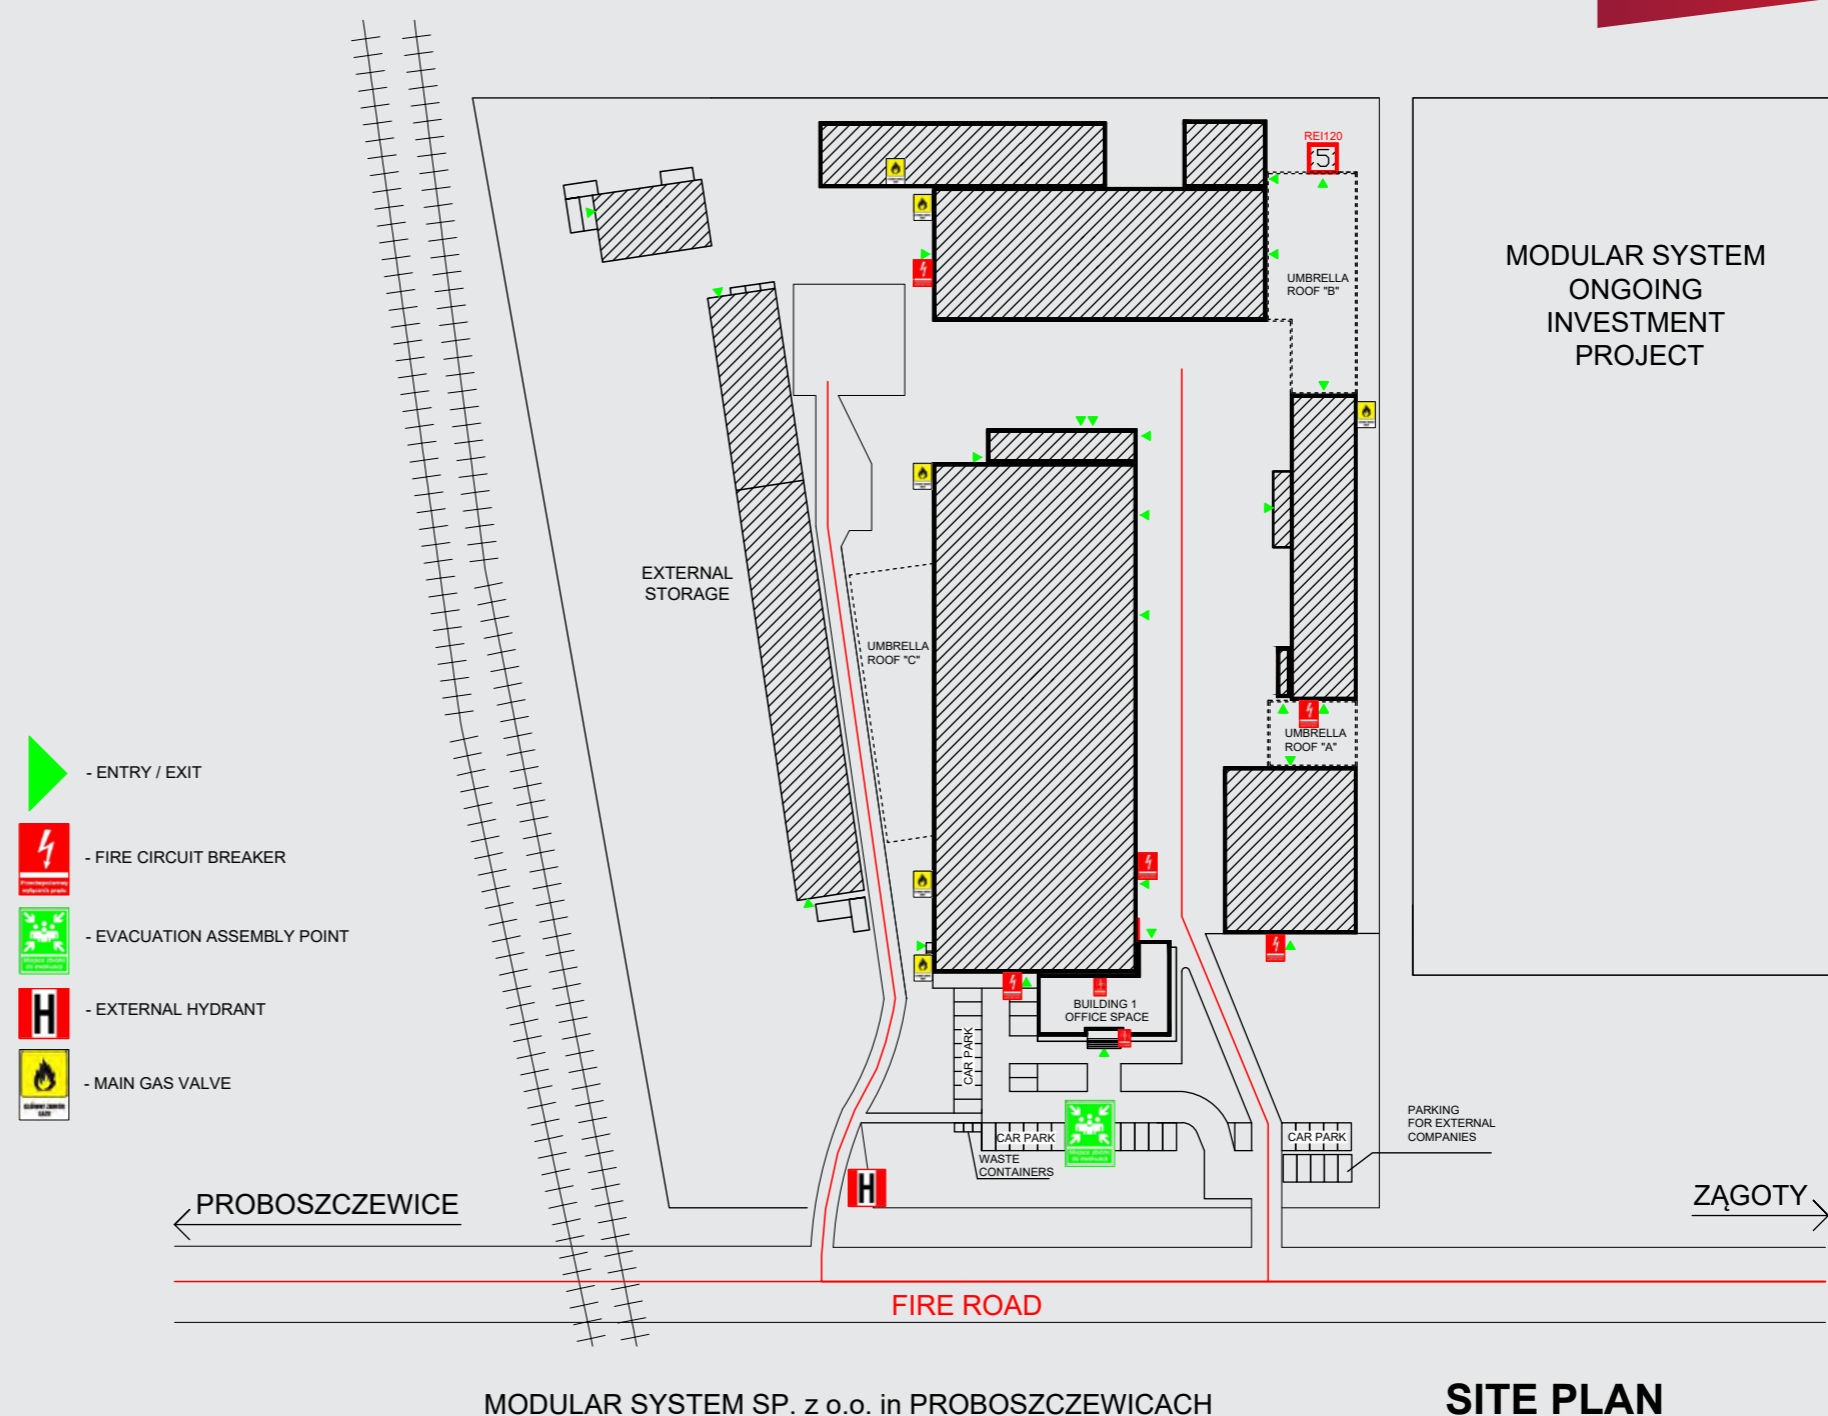 REI120
5
MODULAR SYSTEM
ONGOING
INVESTMENT
PROJECT
UMBRELLA
ROOF "B"
EXTERNAL
STORAGE
UMBRELLA
ROOF "C"
UMBRELLA
ROOF "A"
- ENTRY / EXIT
- FIRE CIRCUIT BREAKER
- EVACUATION ASSEMBLY POINT
H
- EXTERNAL HYDRANT
- MAIN GAS VALVE
BUILDING 1
OFFICE SPACE
CAR PARK
CAR PARK
CAR PARK
WASTE
CONTAINERS
PARKING
FOR EXTERNAL
COMPANIES
H
PROBOSZCZEWICE
ZĄGOTY
FIRE ROAD
MODULAR SYSTEM SP. z o.o. in PROBOSZCZEWICACH
SITE PLAN